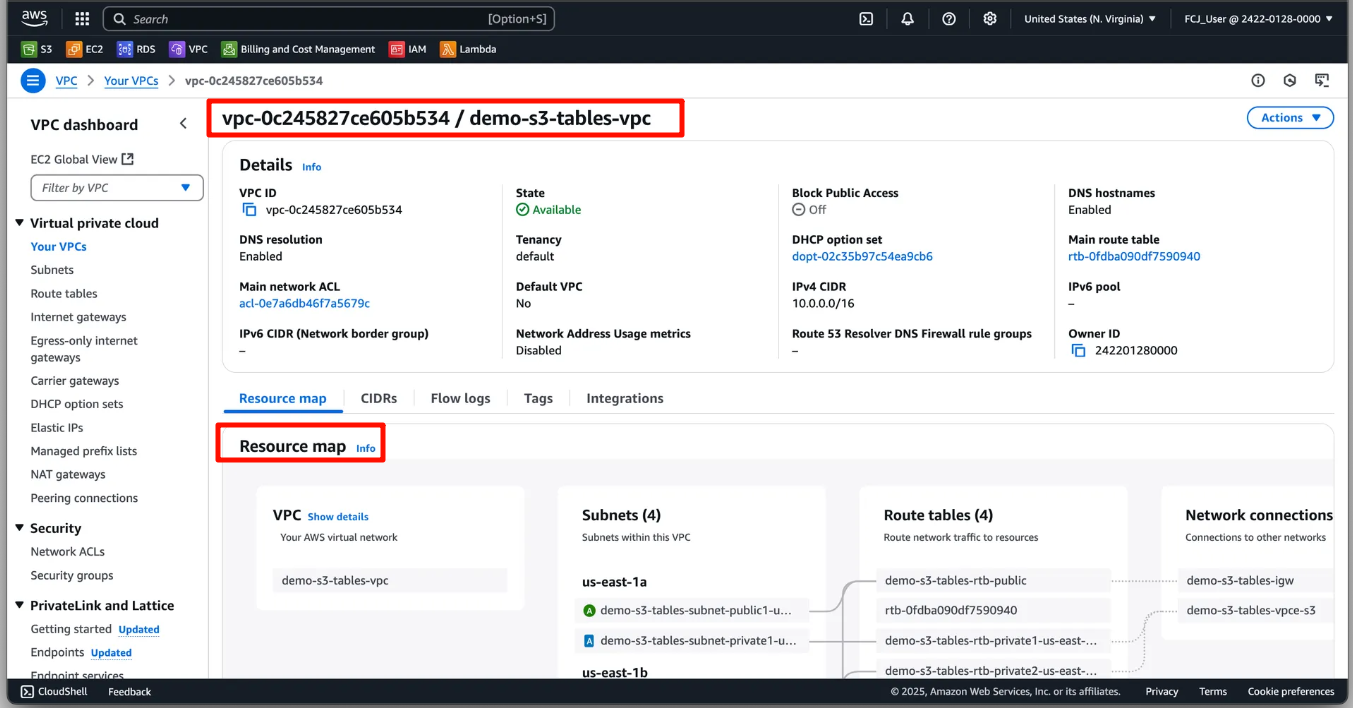 aws
Search [Option+S] United States (N. Virginia) FCJ_User @ 2422-0128-0000
S3 EC2 RDS VPC Billing and Cost Management IAM Lambda
VPC Your VPCs vpc-0c245827ce605b534
VPC dashboard
EC2 Global View
Filter by VPC
Virtual private cloud
Your VPCs
Subnets
Route tables
Internet gateways
Egress-only internet
gateways
Carrier gateways
DHCP option sets
Elastic IPs
Managed prefix lists
NAT gateways
Peering connections
Security
Network ACLs
Security groups
PrivateLink and Lattice
Getting started Updated
Endpoints Updated
Endpoint services
vpc-0c245827ce605b534 / demo-s3-tables-vpc
Actions
Details Info
VPC ID
vpc-0c245827ce605b534
State
Available
Block Public Access
Off
DNS hostnames
Enabled
DNS resolution
Enabled
Tenancy
default
DHCP option set
dopt-02c35b97c54ea9cb6
Main route table
rtb-0fdba090df7590940
Main network ACL
acl-0e7a6db46f7a5679c
Default VPC
No
IPv4 CIDR
10.0.0.0/16
IPv6 pool
–
IPv6 CIDR (Network border group)
–
Network Address Usage metrics
Disabled
Route 53 Resolver DNS Firewall rule groups
–
Owner ID
242201280000
Resource map CIDRs Flow logs Tags Integrations
Resource map Info
VPC Show details
Your AWS virtual network
demo-s3-tables-vpc
Subnets (4)
Subnets within this VPC
us-east-1a
A demo-s3-tables-subnet-public1-u...
A demo-s3-tables-subnet-private1-u...
us-east-1b
Route tables (4)
Route network traffic to resources
demo-s3-tables-rtb-public
rtb-0fdba090df7590940
demo-s3-tables-rtb-private1-us-east-...
demo-s3-tables-rtb-private2-us-east-...
Network connections
Connections to other networks
demo-s3-tables-igw
demo-s3-tables-vpce-s3
CloudShell Feedback © 2025, Amazon Web Services, Inc. or its affiliates. Privacy Terms Cookie preferences